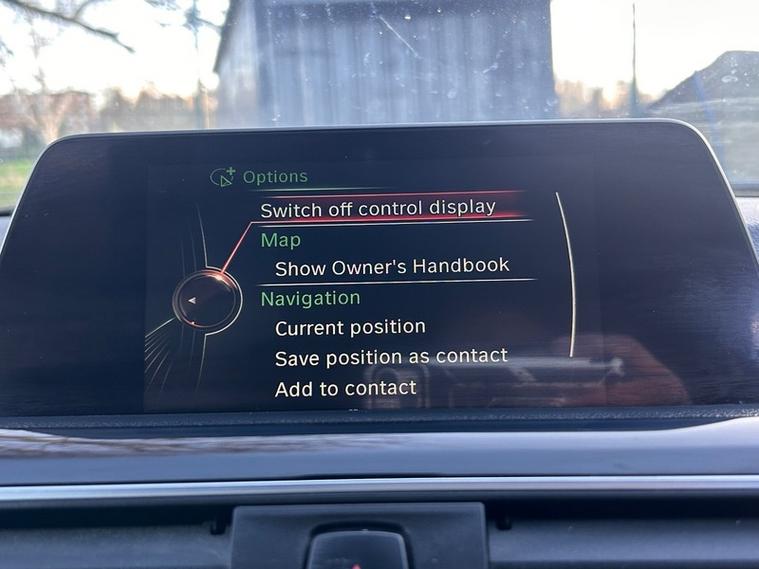 Options
Switch off control display
Map
Show Owner's Handbook
Navigation
Current position
Save position as contact
Add to contact